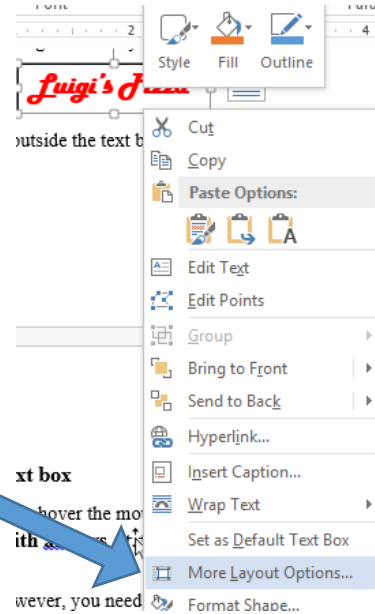 2
4
Style Fill Outline
Luigi's
outside the text b
Cut
Copy
Paste Options:
Edit Text
Edit Points
Group
Bring to Front
Send to Back
Hyperlink...
xt box
Insert Caption...
hover the mo
Wrap Text
ith
Set as Default Text Box
More Layout Options...
wever, you need
Format Shape...